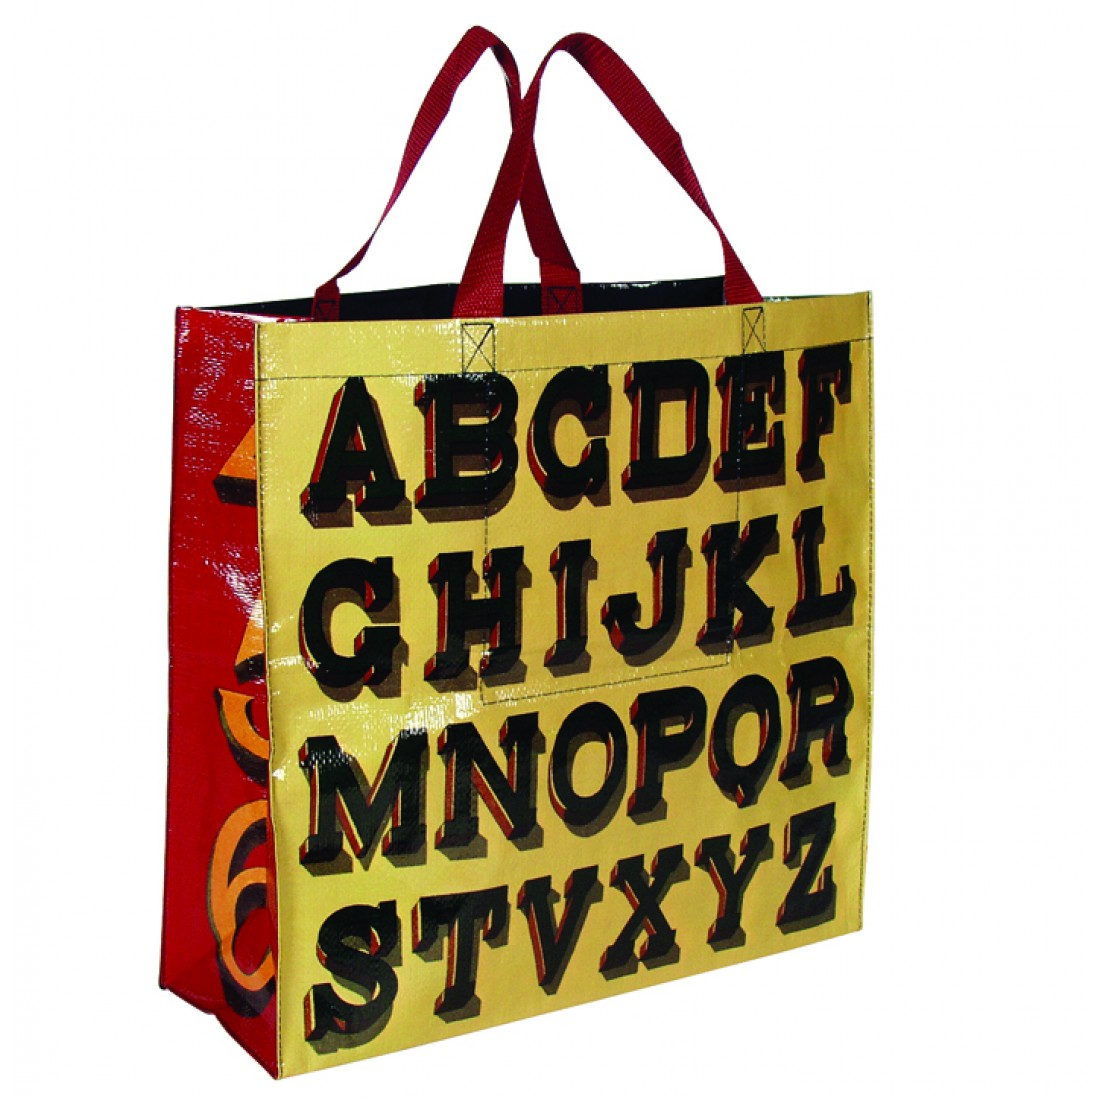 ABCDEF
GHIJKL
MNOPQR
STVXYZ